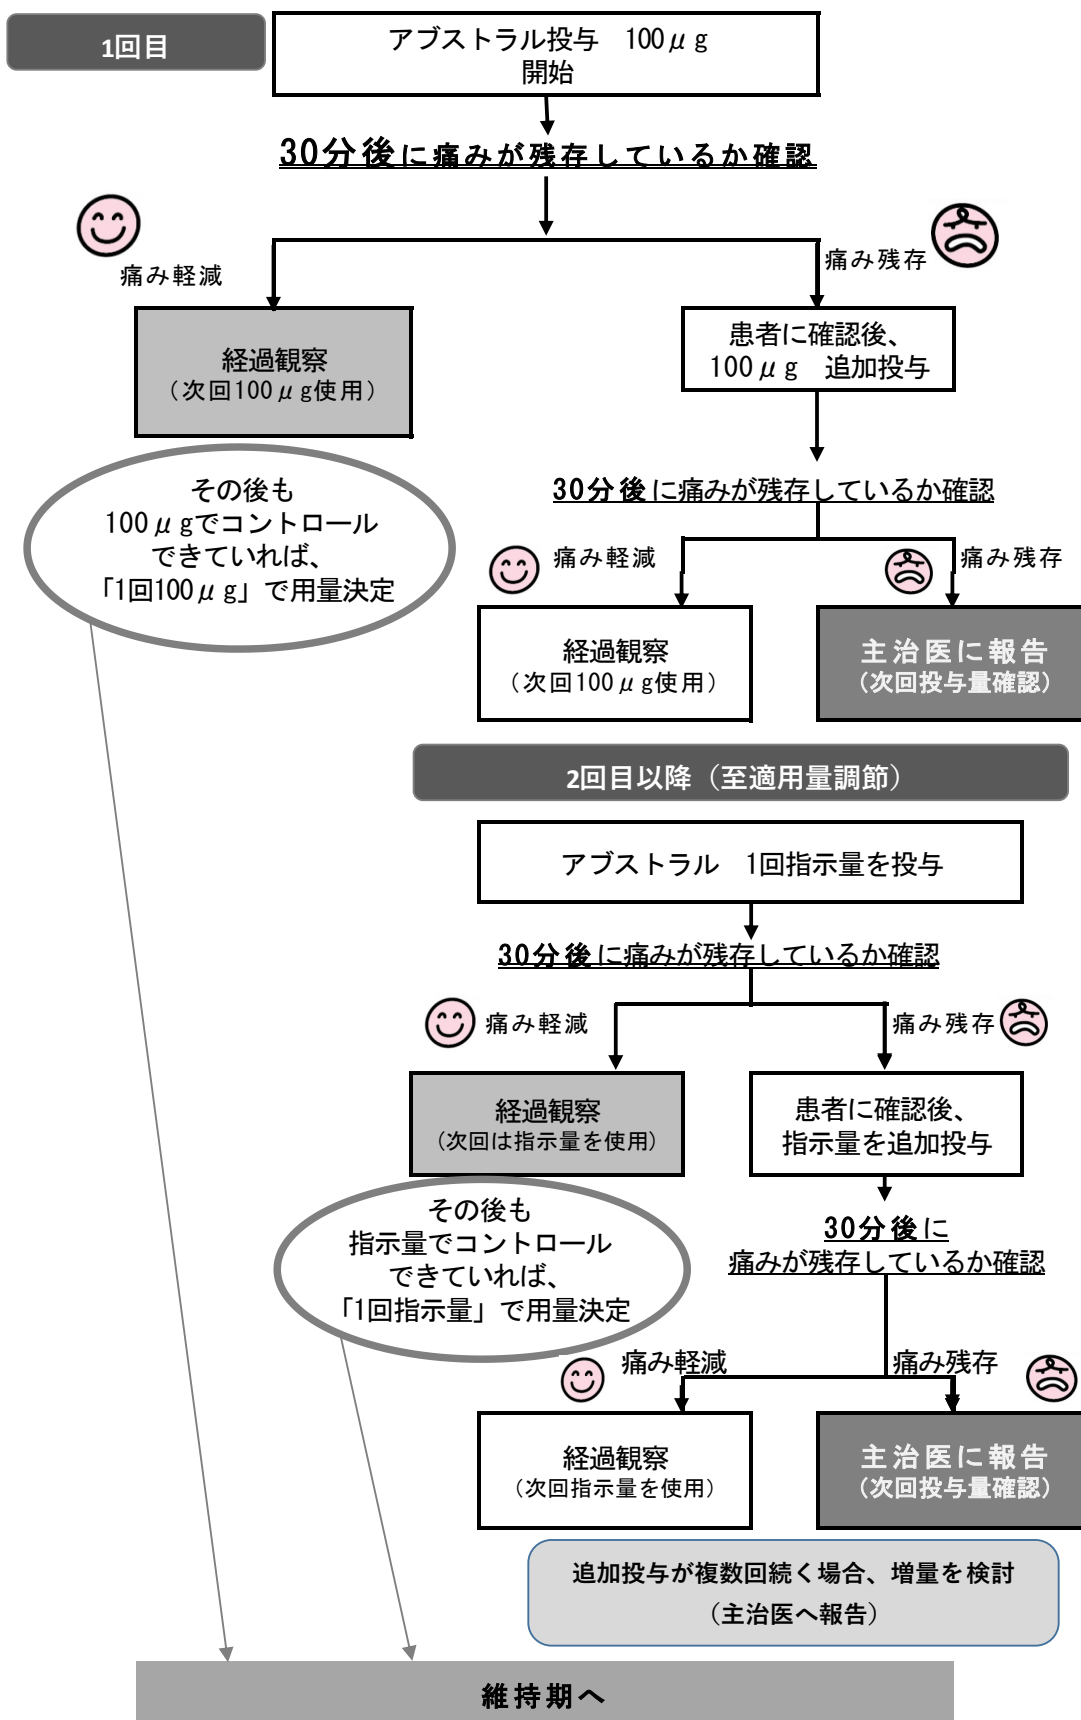 1回目
アブストラル投与　100μg
開始
30分後に痛みが残存しているか確認
痛み軽減
痛み残存
経過観察
（次回100μg使用）
患者に確認後、
100μg　追加投与
その後も
100μgでコントロール
できていれば、
「1回100μg」で用量決定
30分後に痛みが残存しているか確認
痛み軽減
痛み残存
経過観察
（次回100μg使用）
主治医に報告
（次回投与量確認）
2回目以降（至適用量調節）
アブストラル　1回指示量を投与
30分後に痛みが残存しているか確認
痛み軽減
痛み残存
経過観察
（次回は指示量を使用）
患者に確認後、
指示量を追加投与
その後も
指示量でコントロール
できていれば、
「1回指示量」で用量決定
30分後に
痛みが残存しているか確認
痛み軽減
痛み残存
経過観察
（次回指示量を使用）
主治医に報告
（次回投与量確認）
追加投与が複数回続く場合、増量を検討
（主治医へ報告）
維持期へ